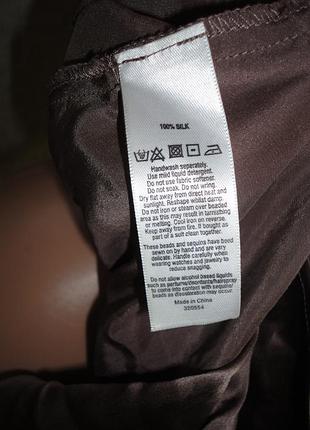 100% SILK
Handwash seperately.
Use mild liquid detergent.
Do not use fabric softener.
Do not soak. Do not wring.
Dry flat away from direct heat and
sunlight. Reshape whilst damp.
Do not iron or steam over beaded
area as this may result in tarnishing
or melting. Cool iron on reverse.
Keep away from fire. If bought as
part of a suit clean together.
These beads and sequins have been
sewn on by hand and are very
delicate. Handle carefully when
wearing watches and jewelry to
reduce snagging.
Do not allow alcohol based liquids
such as perfume/deordants/hairspray
to come into contact with sequins/
beads as discoloration may occur.
Made in China
320554